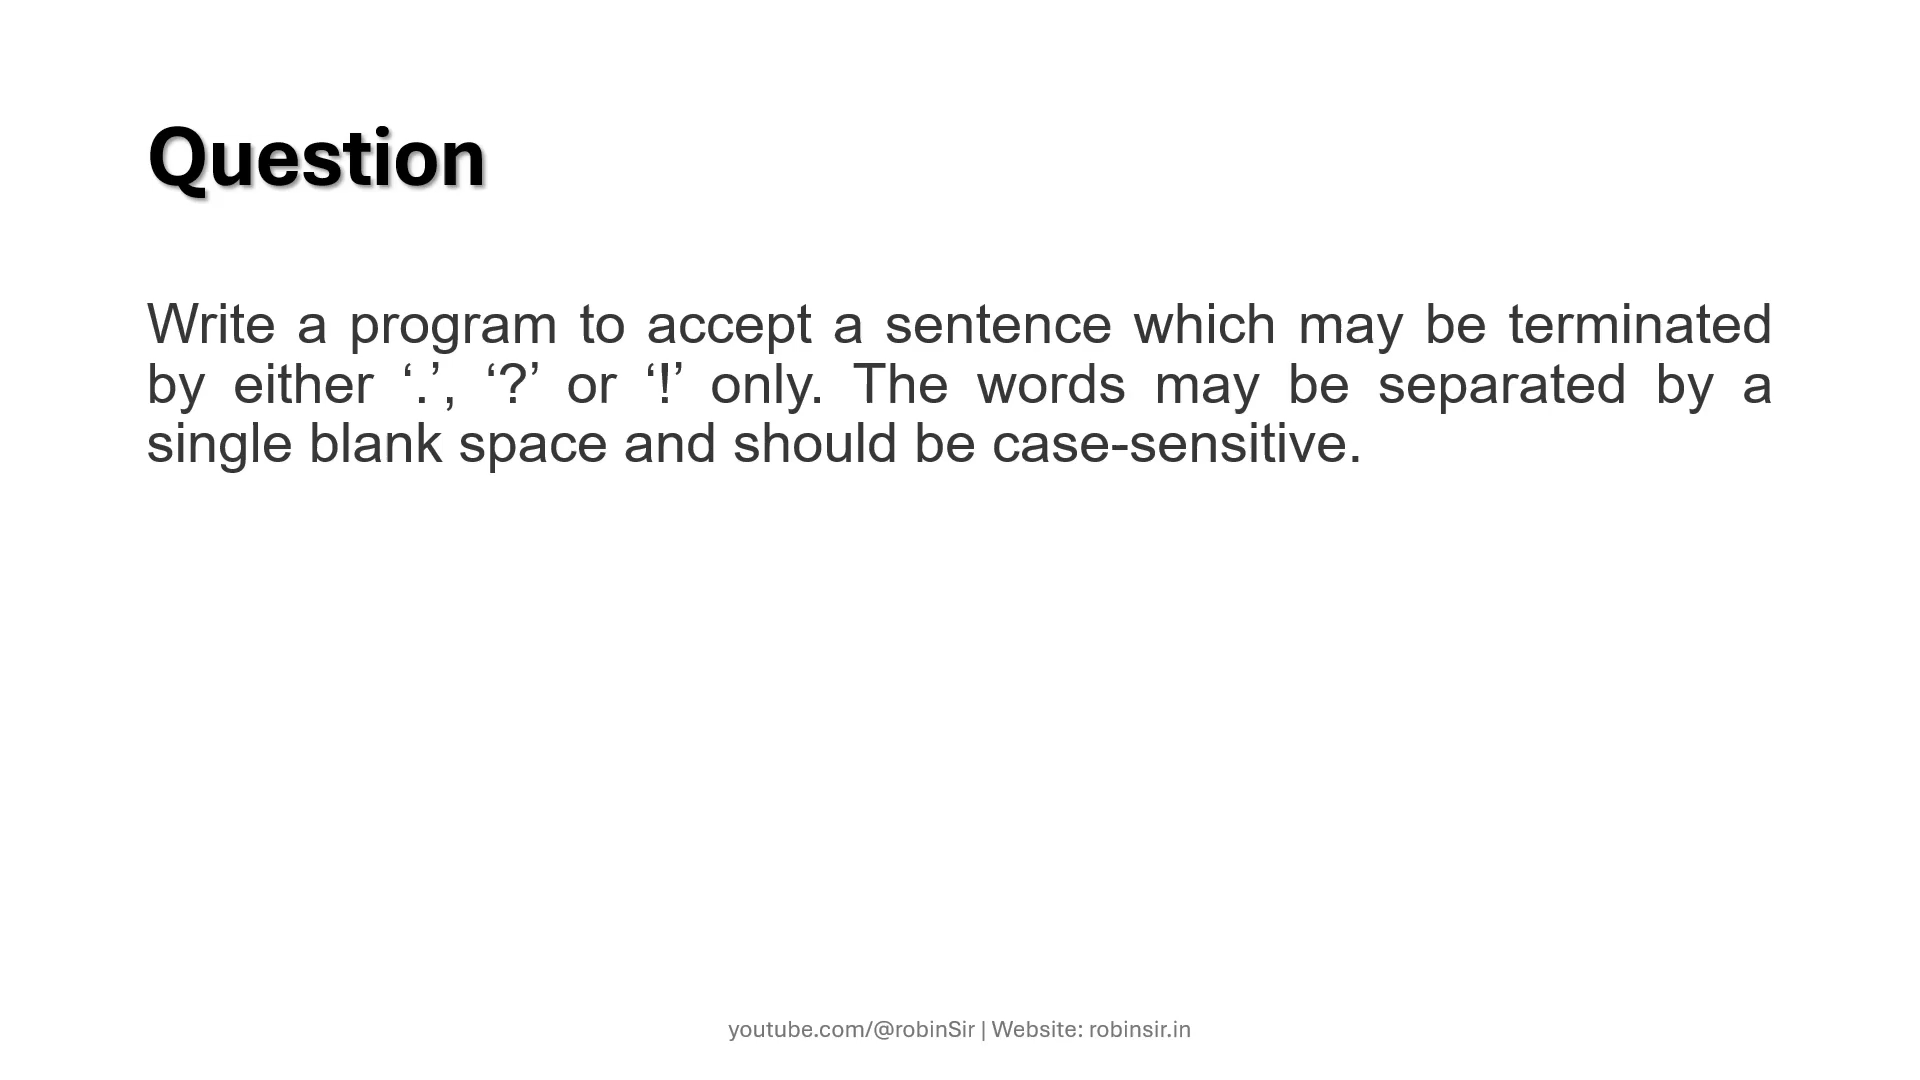 Question
Write a program to accept a sentence which may be terminated
by either ‘.’, ‘?’ or ‘!’ only. The words may be separated by a
single blank space and should be case-sensitive.
youtube.com/@robinSir | Website: robinsir.in